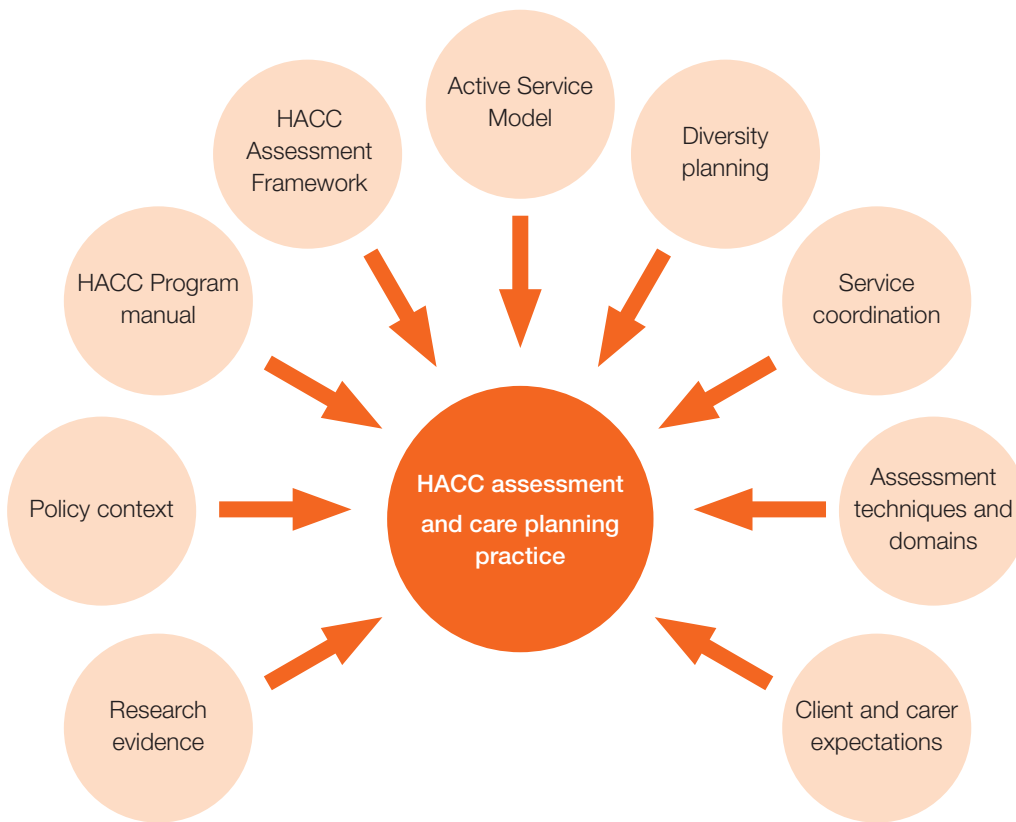 Active Service
Model
HACC
Assessment
Framework
Diversity
planning
HACC Program
manual
Service
coordination
Policy context
HACC assessment
and care planning
practice
Assessment
techniques and
domains
Research
evidence
Client and carer
expectations